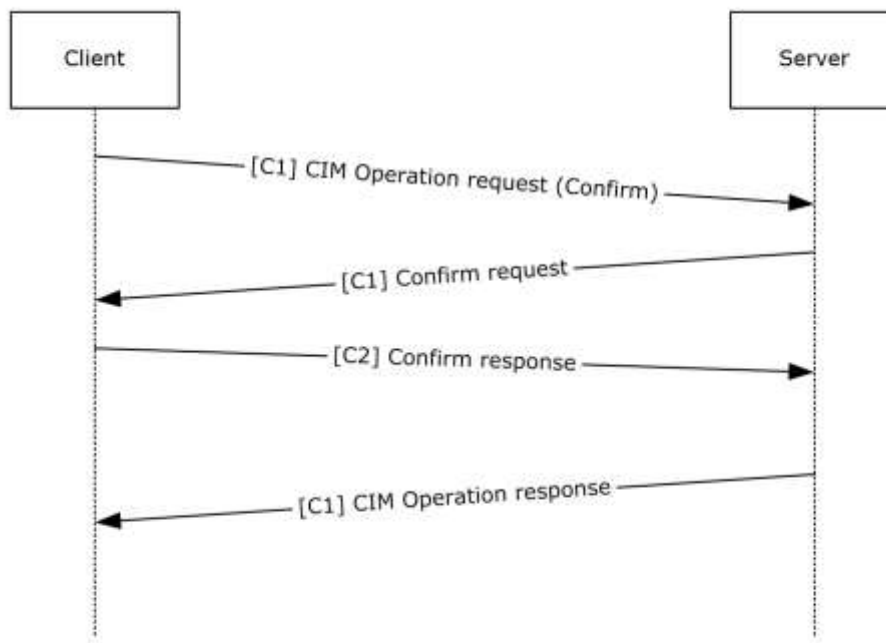 Client
Server
[C1] CIM Operation request (Confirm)
[C1] Confirm request
[C2] Confirm response
[C1] CIM Operation response